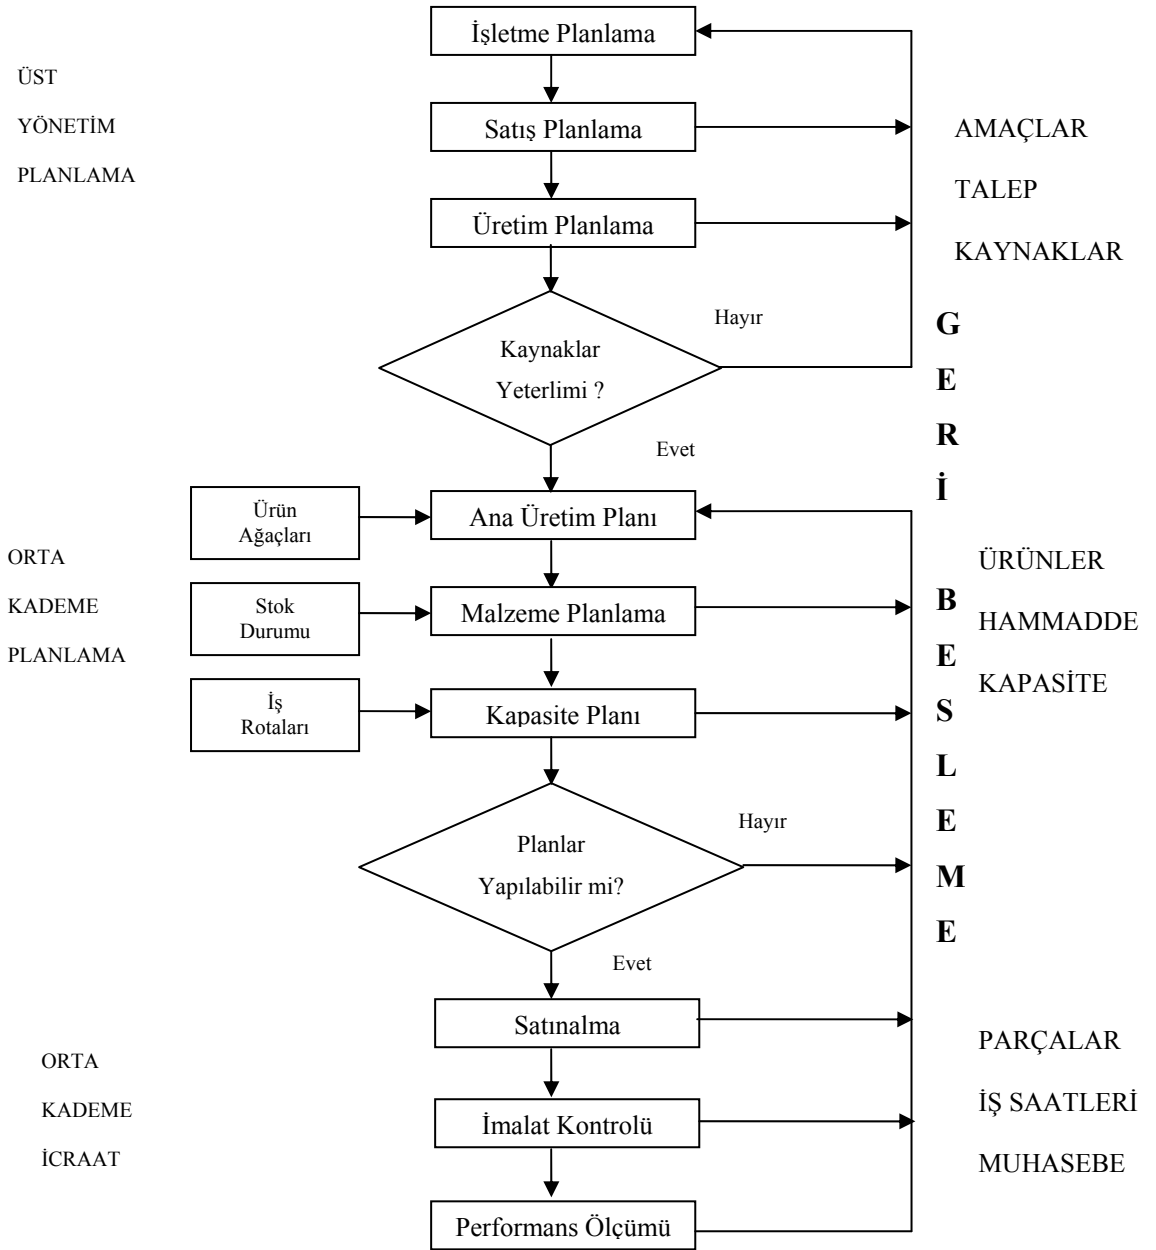 İşletme Planlama
ÜST
YÖNETİM
PLANLAMA
Satış Planlama
Üretim Planlama
AMAÇLAR
TALEP
KAYNAKLAR
Kaynaklar
Yeterlimi ?
Hayır
Evet
G
E
R
İ
B
E
S
L
E
M
E
Ürün
Ağaçları
Ana Üretim Planı
ORTA
KADEME
PLANLAMA
Stok
Durumu
Malzeme Planlama
İş
Rotaları
Kapasite Planı
ÜRÜNLER
HAMMADDE
KAPASİTE
Planlar
Yapılabilir mi?
Hayır
Evet
Satınalma
ORTA
KADEME
İCRAAT
İmalat Kontrolü
Performans Ölçümü
PARÇALAR
İŞ SAATLERİ
MUHASEBE